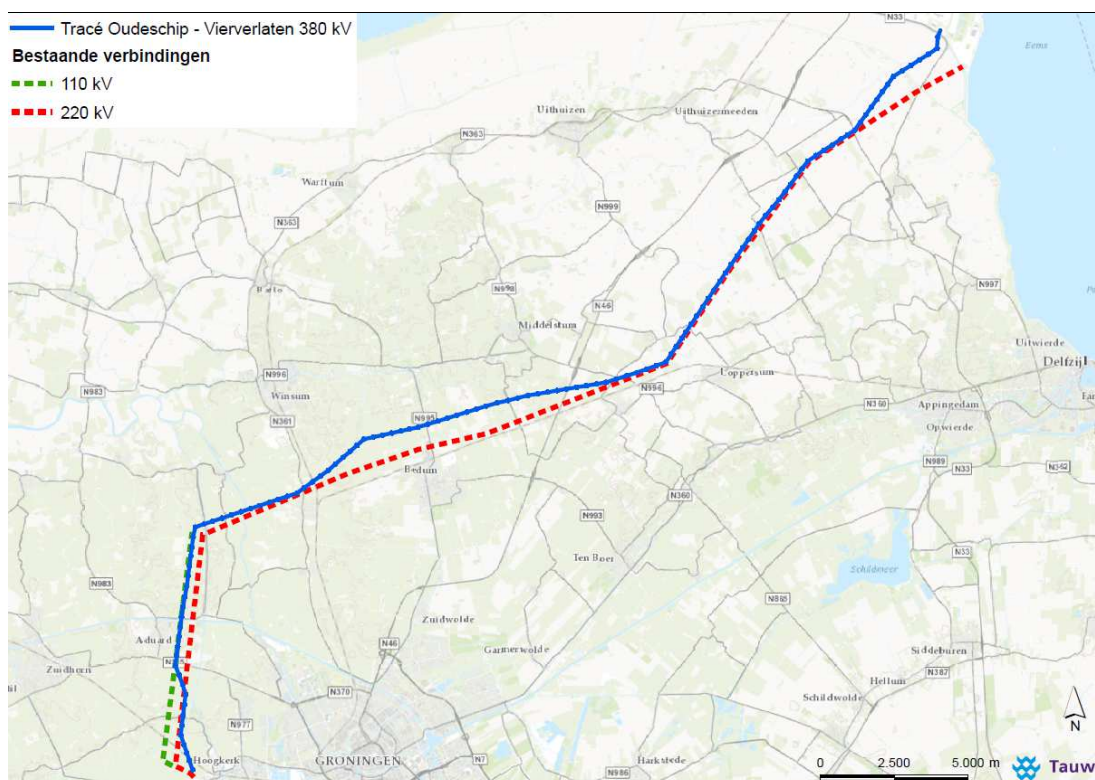 Tracé Oudeschip - Vierverlaten 380 kV
Bestaande verbindingen
110 kV
220 kV
N33
Eems
Uithuizen
Uithuizermeeden
N363
Warffum
N999
N363
Baflo
N998
N46
N997
Middelstum
Uitwierde
Delfzijl
N996
N996
Loppersum
N983
Winsum
N995
N360
Appingedam
N361
Opwierde
Bedum
N989
N33
N362
N360
N993
Ten Boer
N33
N983
Schildmeer
N865
Zuidwolde
Aduard
N46
Garmerwolde
Zuidhorn
Siddeburen
N387
Hellum
N370
Schildwolde
N977
N
Hoogkerk
GRONINGEN
N7
Harkstede
N986
0 2.500 5.000 m
Tauw